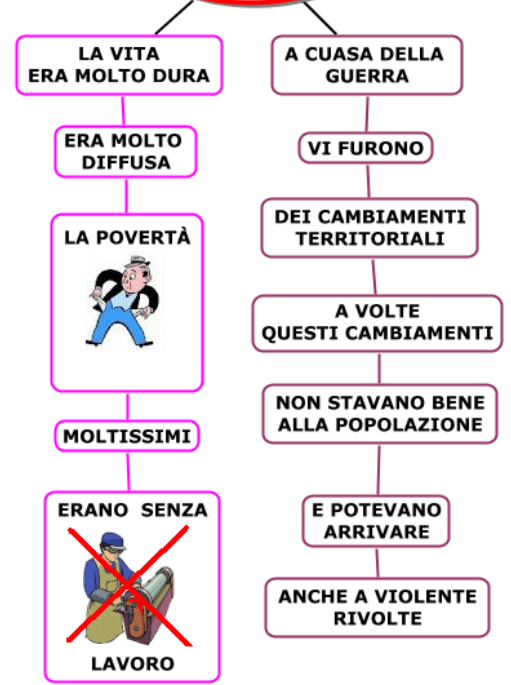 LA VITA
ERA MOLTO DURA
ERA MOLTO
DIFFUSA
LA POVERTÀ
MOLTISSIMI
ERANO SENZA
LAVORO
A CUASA DELLA
GUERRA
VI FURONO
DEI CAMBIAMENTI
TERRITORIALI
A VOLTE
QUESTI CAMBIAMENTI
NON STAVANO BENE
ALLA POPOLAZIONE
E POTEVANO
ARRIVARE
ANCHE A VIOLENTE
RIVOLTE